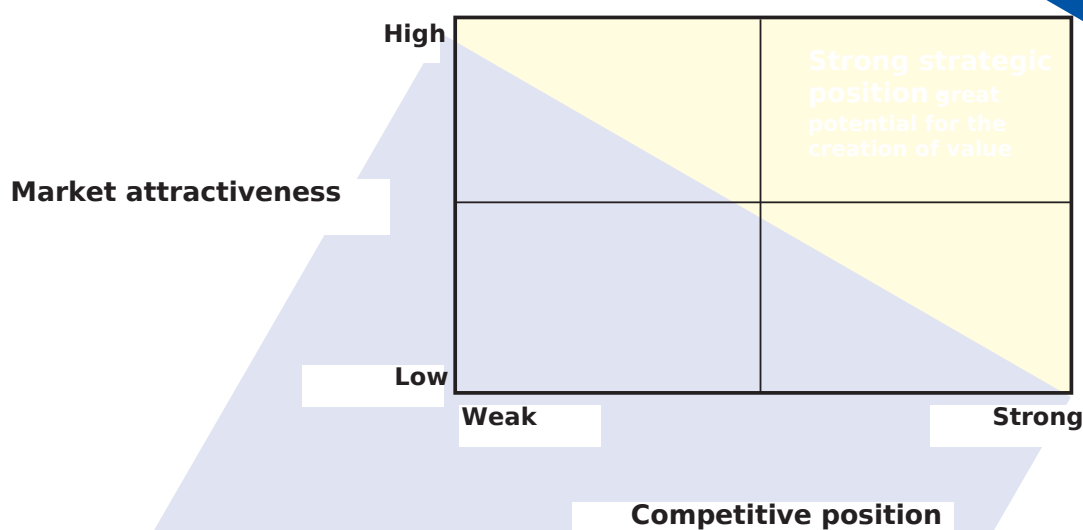 High
Strong strategic
position great
potential for the
creation of value
Market attractiveness
Low
Weak
Strong
Competitive position